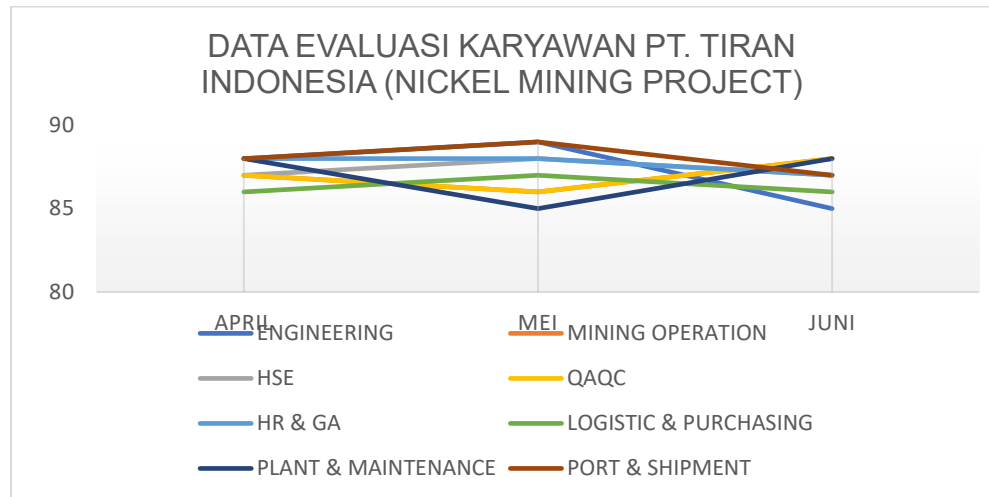 DATA EVALUASI KARYAWAN PT. TIRAN
INDONESIA (NICKEL MINING PROJECT)
90
85
80
APRIL MEI JUNI
ENGINEERING MINING OPERATION
HSE QAQC
HR & GA LOGISTIC & PURCHASING
PLANT & MAINTENANCE PORT & SHIPMENT